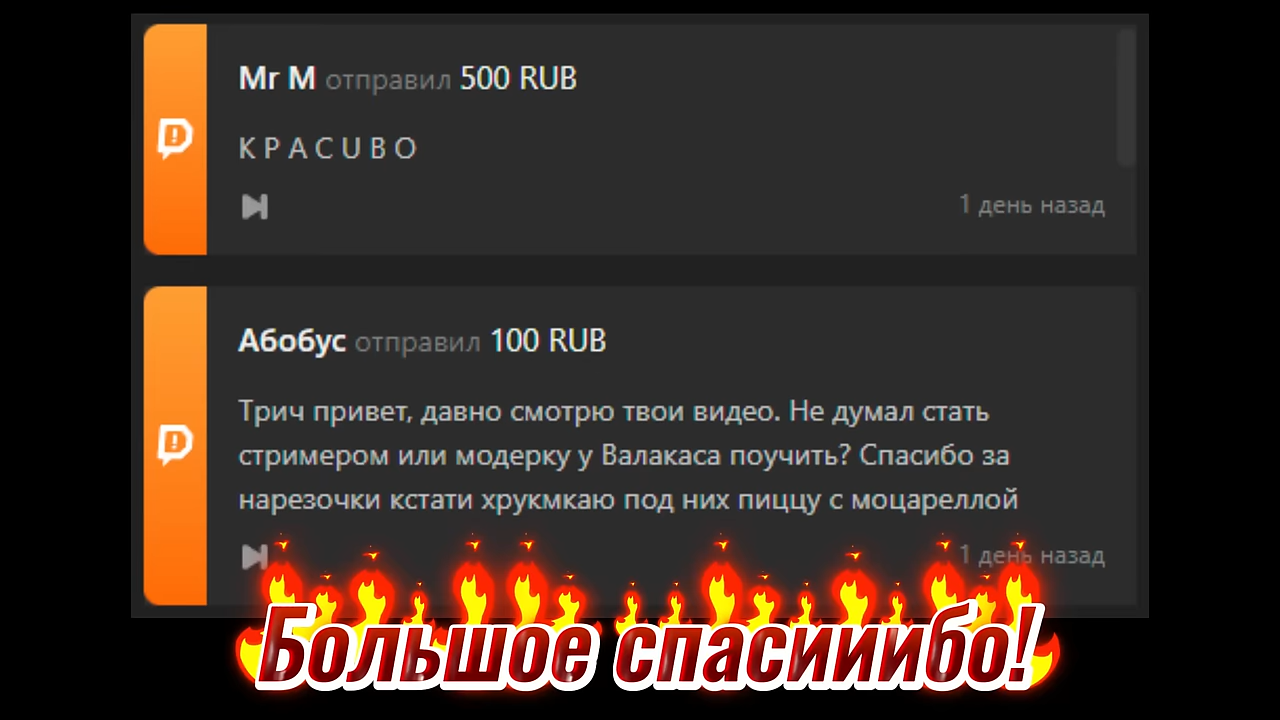 Mr M отправил 500 RUB
К Р А С U В О
1 день назад
Абобус отправил 100 RUB
Трич привет, давно смотрю твои видео. Не думал стать
стримером или модерку у Валакаса поучить? Спасибо за
нарезочки кстати хрукмкаю под них пиццу с моцареллой
1 день назад
Большое спасииибо!